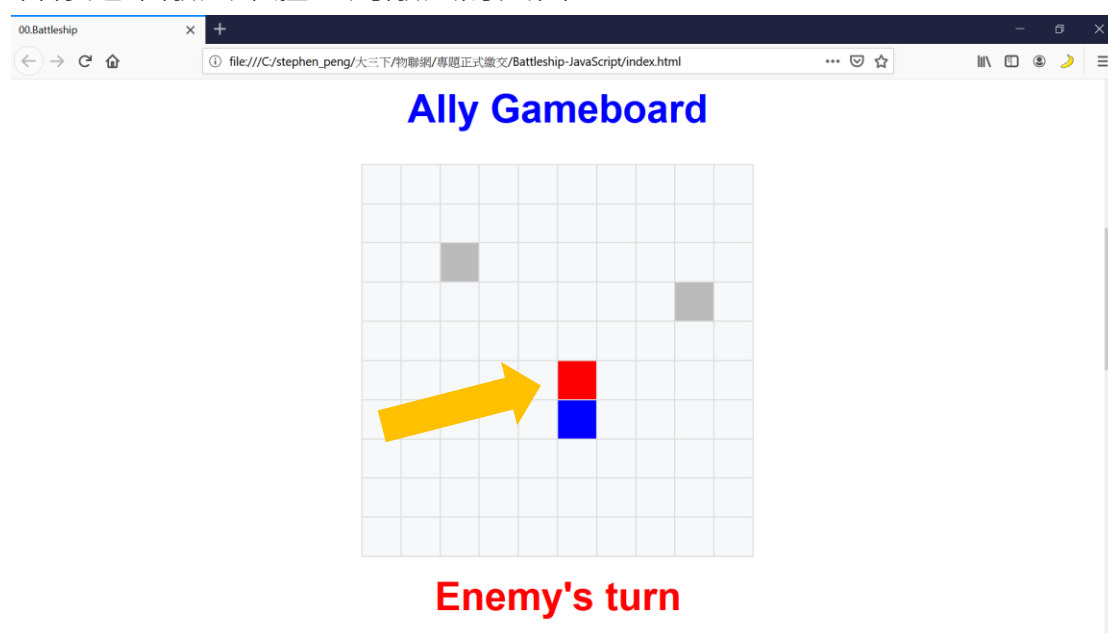 00.Battleship
file:///C:/stephen_peng/大三下/物聯網/專題正式繳交/Battleship-JavaScript/index.html
Ally Gameboard
Enemy's turn